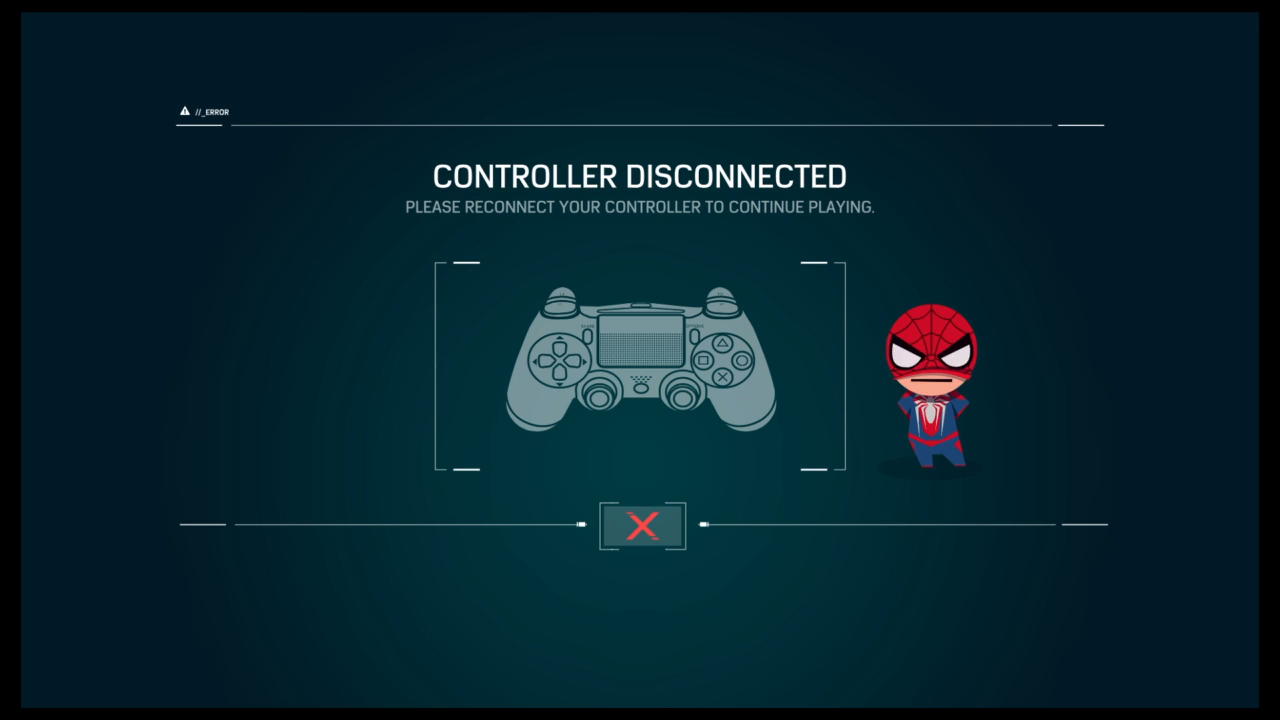 //_ERROR
CONTROLLER DISCONNECTED
PLEASE RECONNECT YOUR CONTROLLER TO CONTINUE PLAYING.